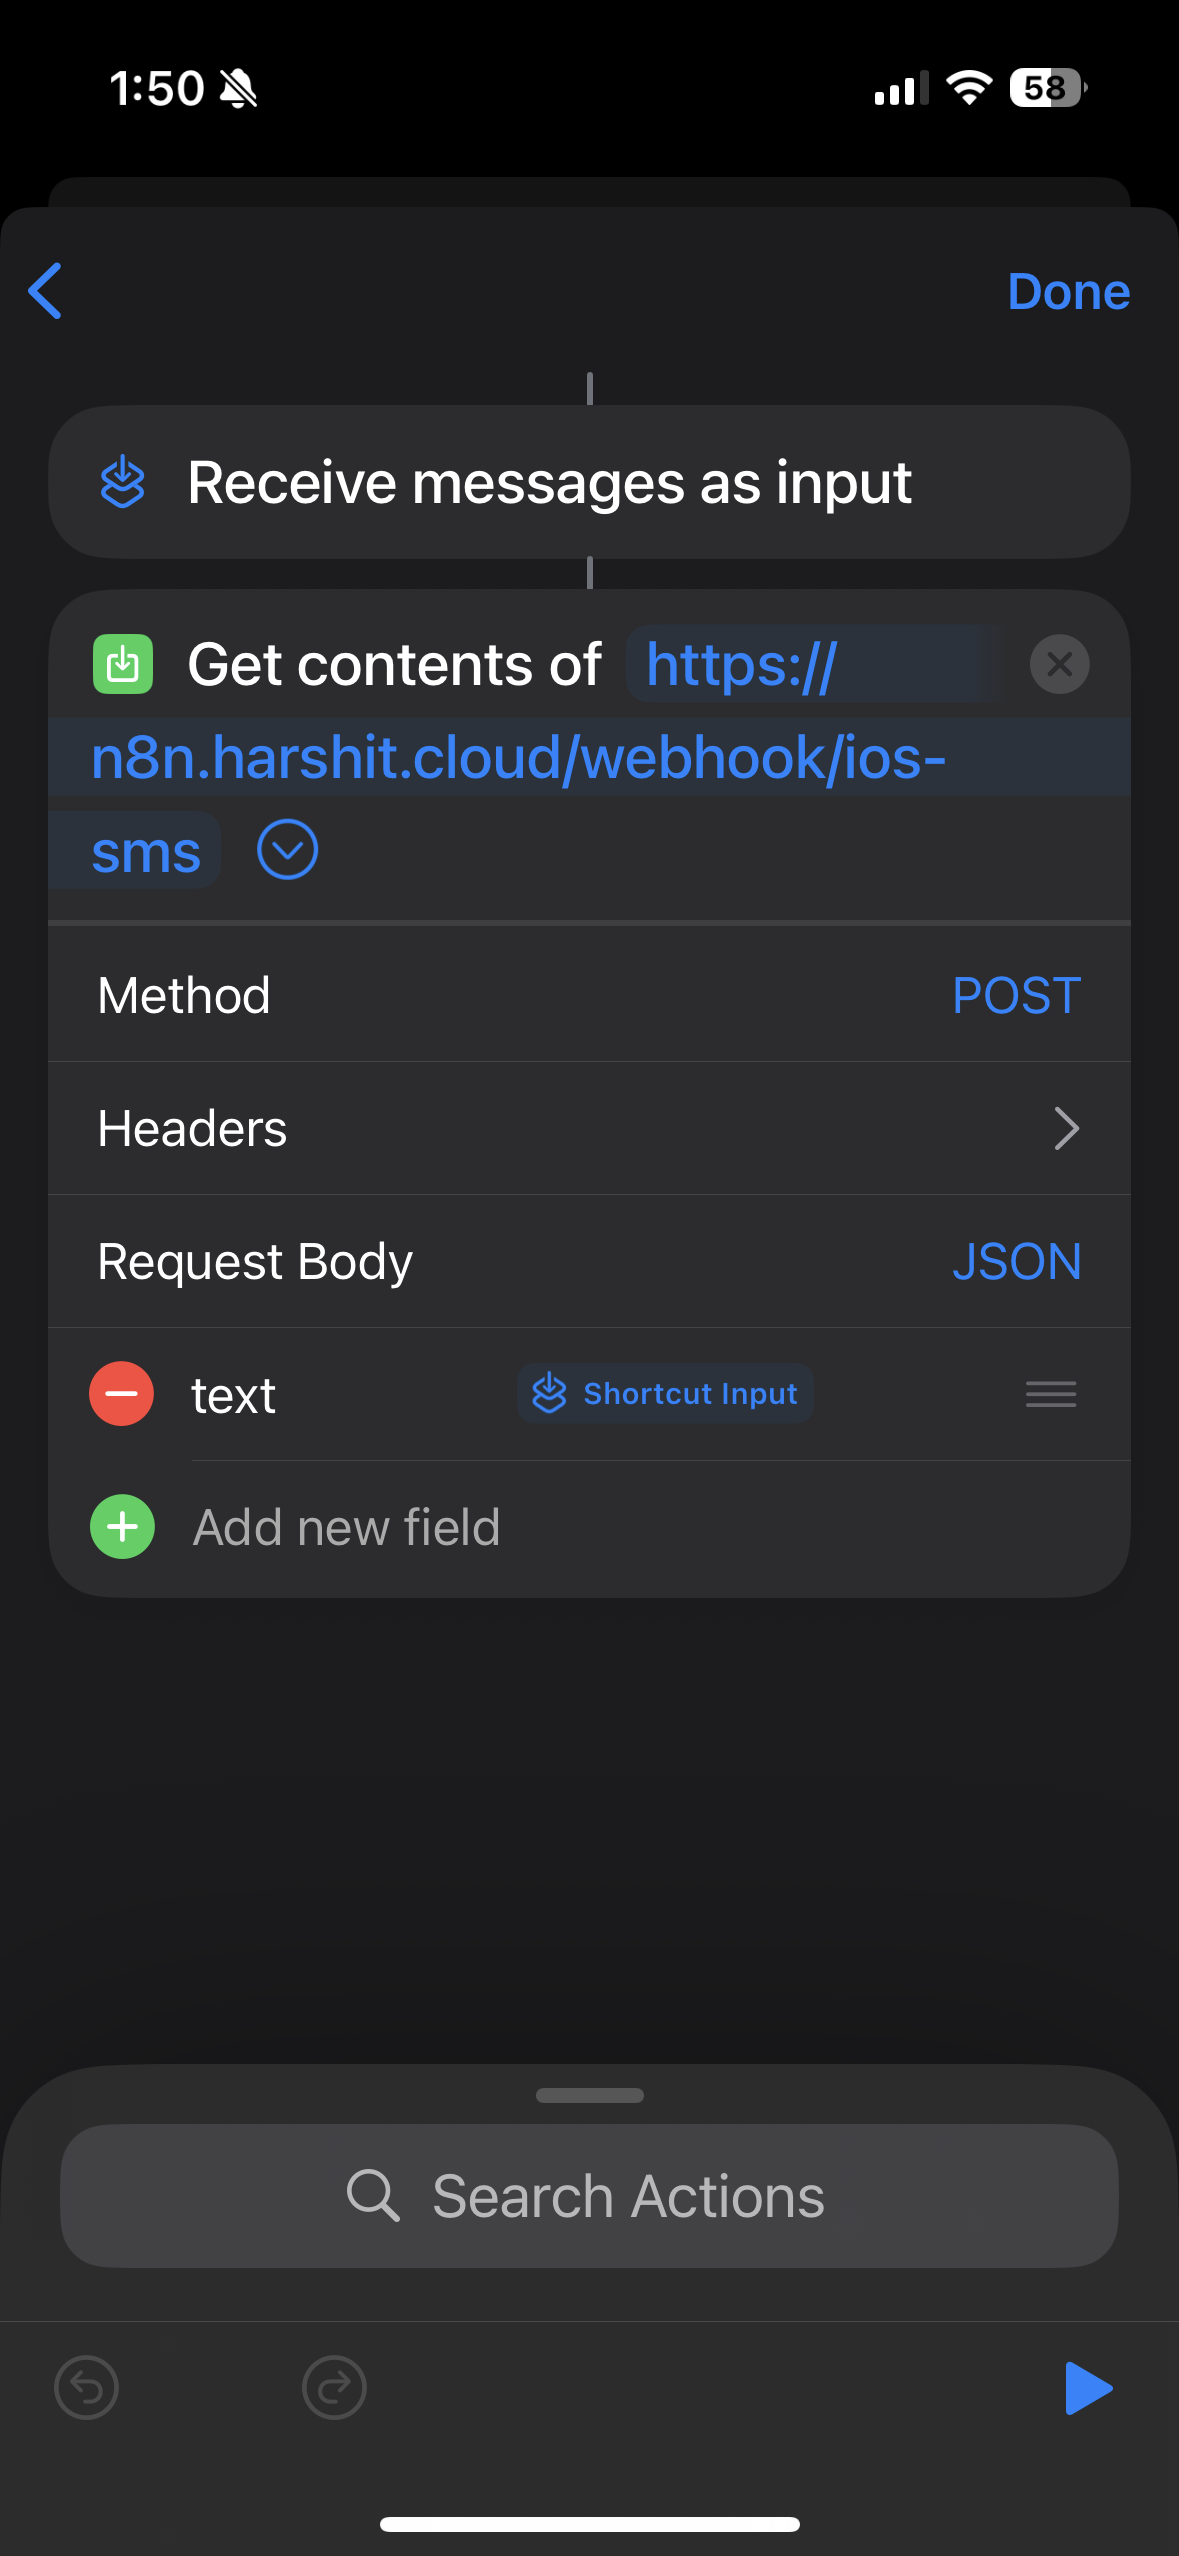 1:50
58
Done
Receive messages as input
Get contents of https://
n8n.harshit.cloud/webhook/ios-
sms
Method POST
Headers
Request Body JSON
text Shortcut Input
Add new field
Search Actions